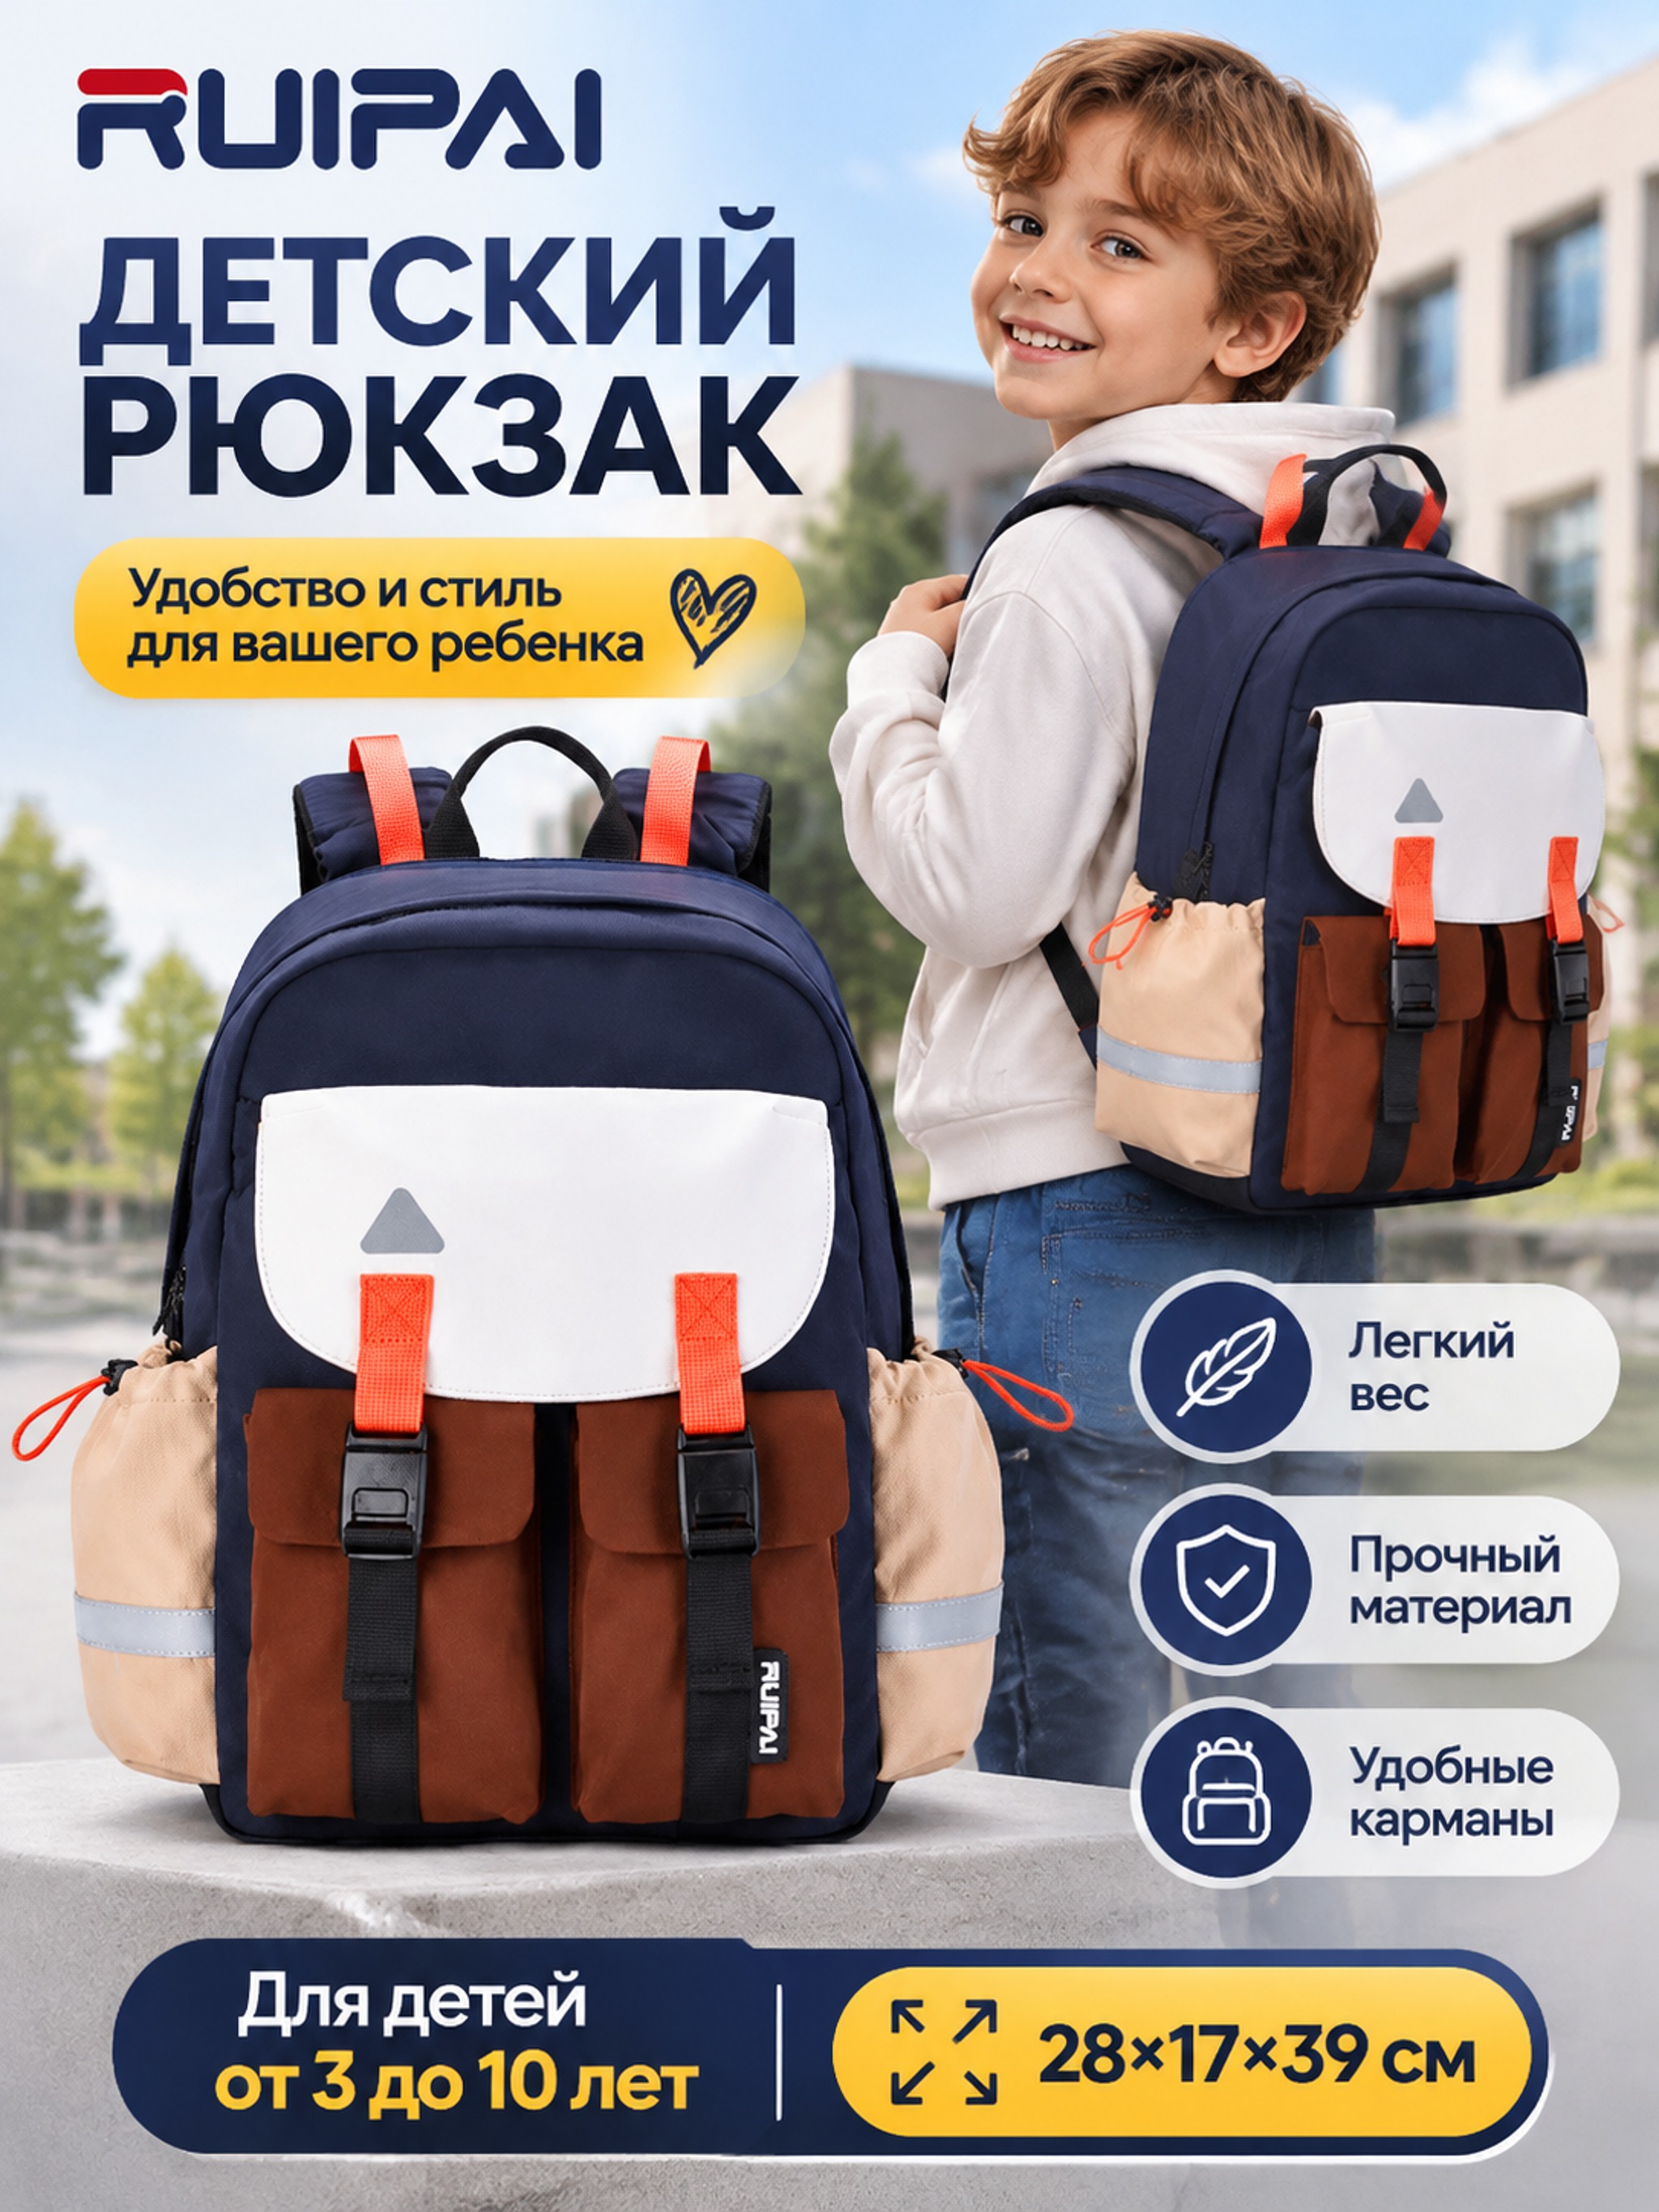 RUIPAI
ДЕТСКИЙ
РЮКЗАК
Удобство и стиль
для вашего ребенка
Легкий
вес
Прочный
материал
Удобные
карманы
RUIPAI
Для детей
от 3 до 10 лет
28×17×39 см